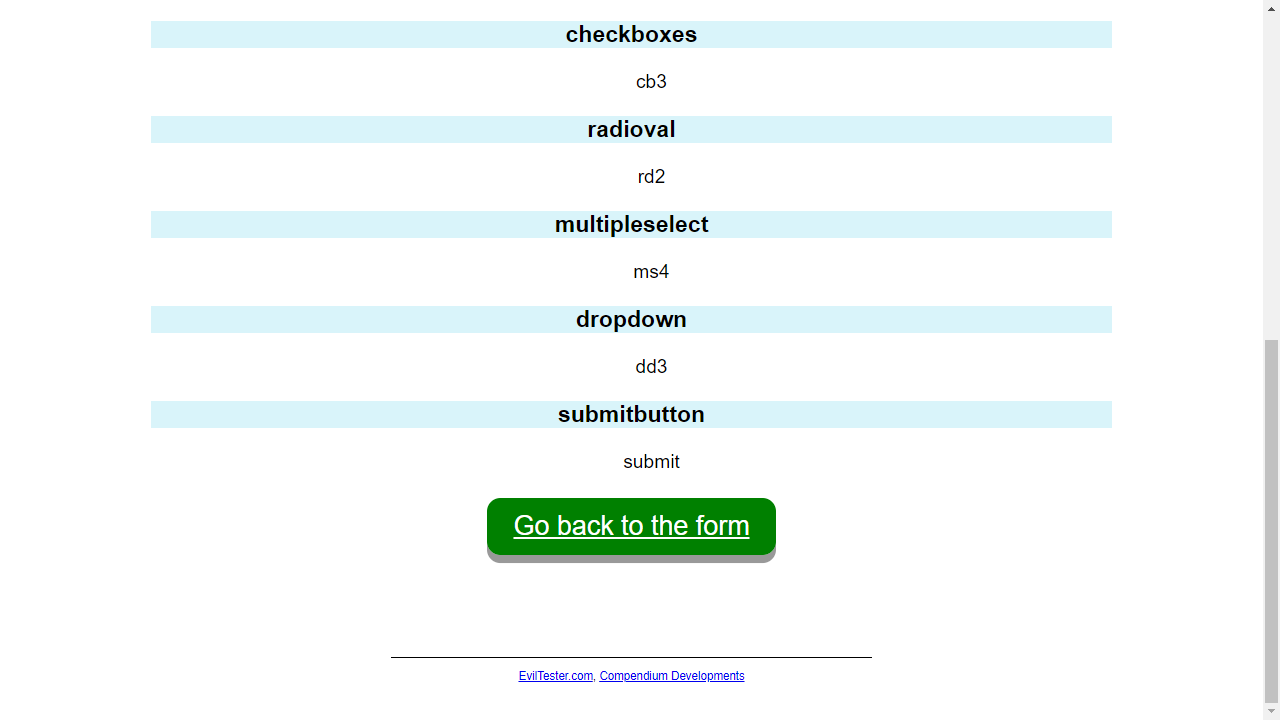 checkboxes
cb3
radioval
rd2
multipleselect
ms4
dropdown
dd3
submitbutton
submit
Go back to the form
EvilTester.com, Compendium Developments